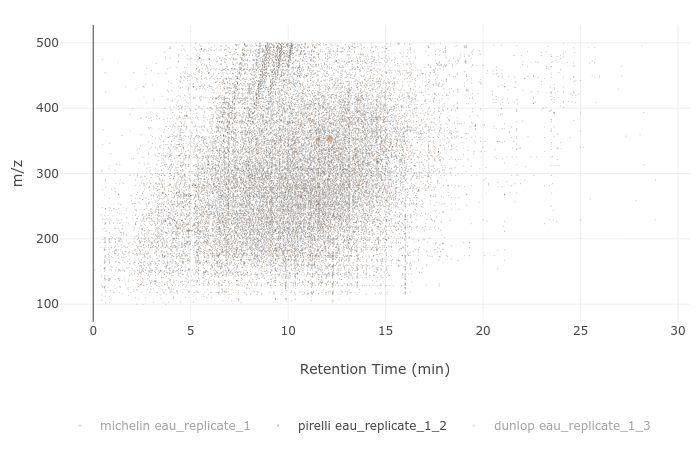 500
400
300
200
100
m/z
0 5 10 15 20 25 30
Retention Time (min)
michelin eau_replicate_1 pirelli eau_replicate_1_2 dunlop eau_replicate_1_3